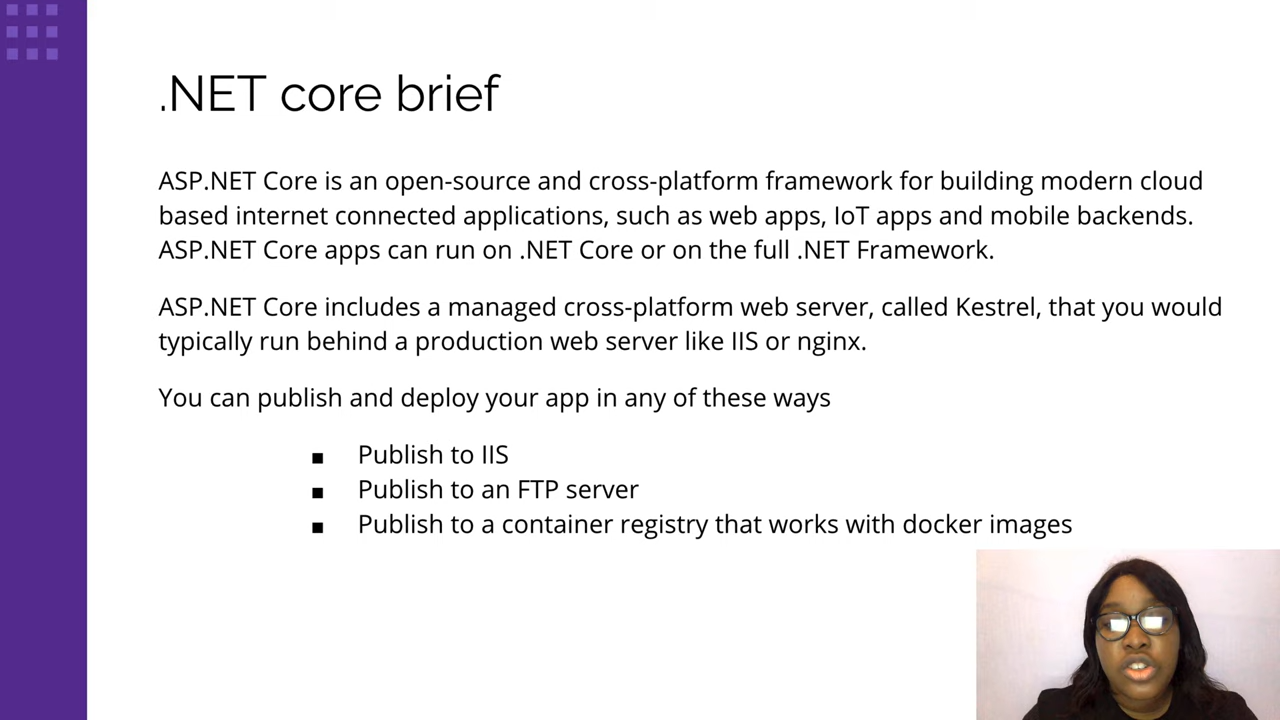 .NET core brief
ASP.NET Core is an open-source and cross-platform framework for building modern cloud
based internet connected applications, such as web apps, IoT apps and mobile backends.
ASP.NET Core apps can run on .NET Core or on the full .NET Framework.
ASP.NET Core includes a managed cross-platform web server, called Kestrel, that you would
typically run behind a production web server like IIS or nginx.
You can publish and deploy your app in any of these ways
■ Publish to IIS
■ Publish to an FTP server
■ Publish to a container registry that works with docker images